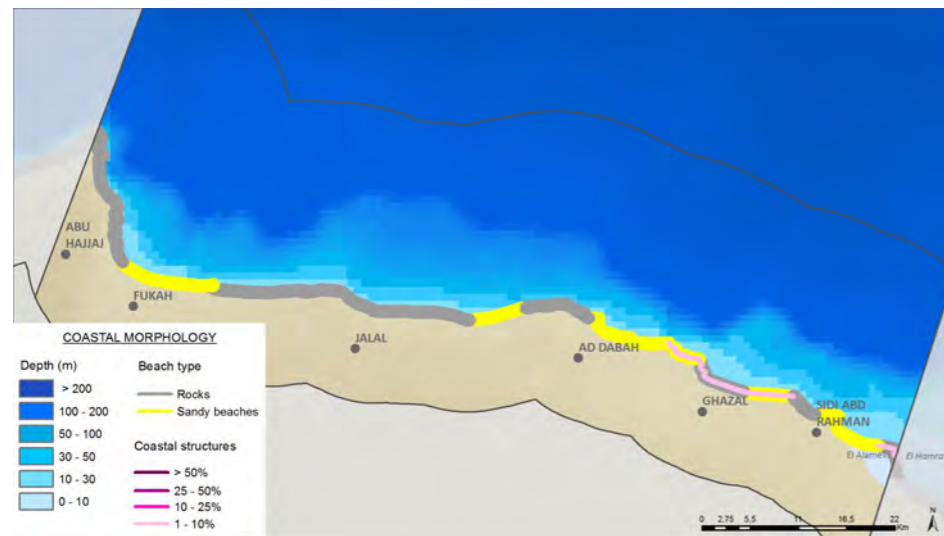 ABU
HAJJAJ
FUKAH
JALAL
AD DABAH
GHAZAL
SIDI ABD
RAHMAN
El Alamein
El Hamra
COASTAL MORPHOLOGY
Depth (m)
> 200
100 - 200
50 - 100
30 - 50
10 - 30
0 - 10
Beach type
Rocks
Sandy beaches
Coastal structures
> 50%
25 - 50%
10 - 25%
1 - 10%
0 2.75 5,5 11 16,5 22
Km
N